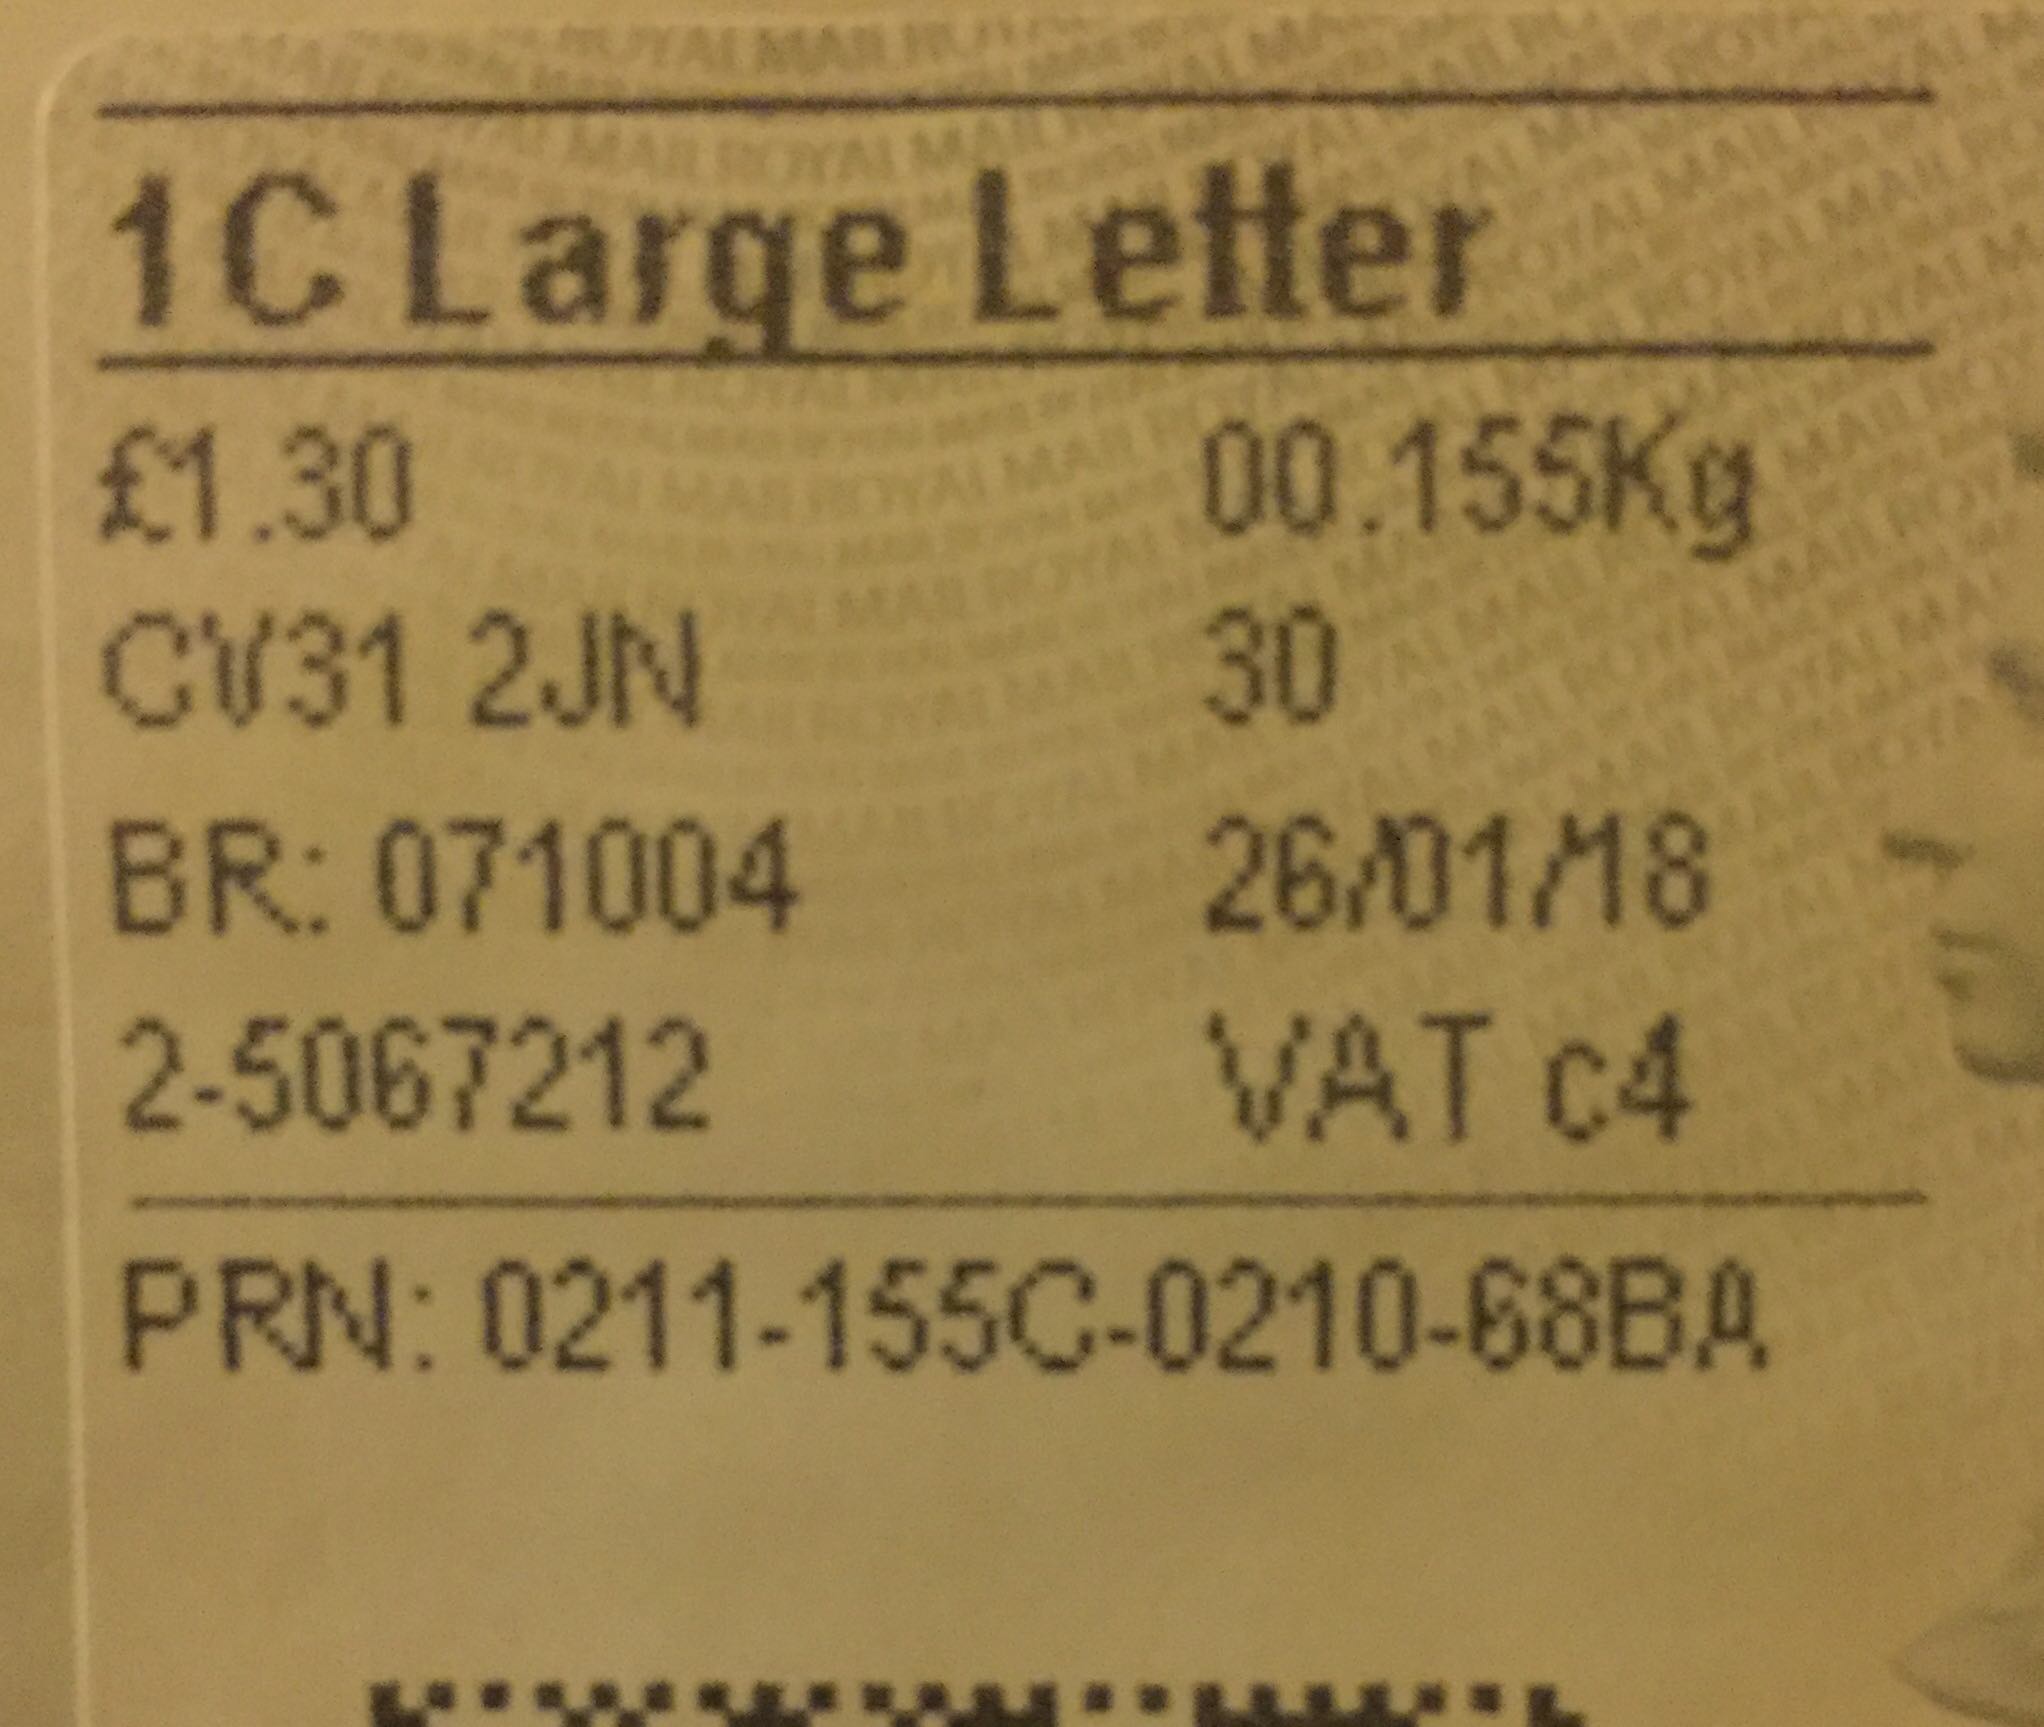 1C Large Letter
£1.30 00.155Kg
CV31 2JN 30
BR: 071004 26/01/18
2-5067212 VAT c4
PRN: 0211-155C-0210-68BA